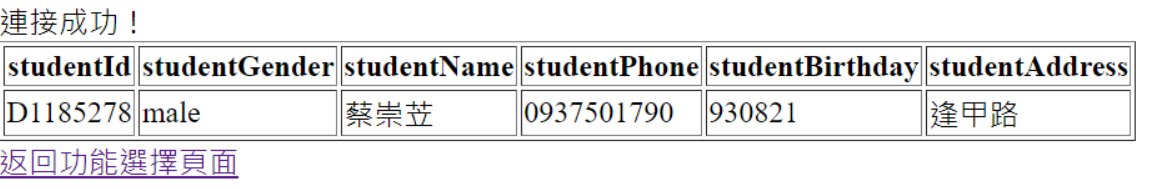 連接成功！
studentId studentGender studentName studentPhone studentBirthday studentAddress
D1185278 male 蔡崇苙 0937501790 930821 逢甲路
返回功能選擇頁面